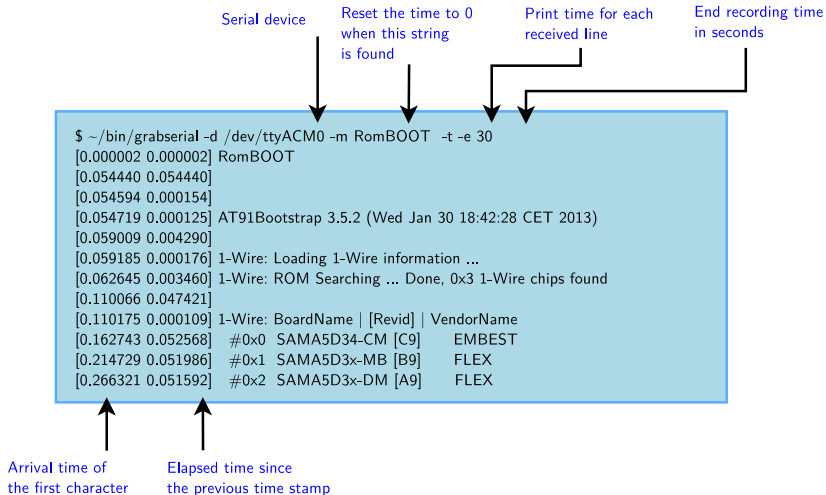 Serial device
Reset the time to 0
when this string
is found
Print time for each
received line
End recording time
in seconds
$ ~/bin/grabserial -d /dev/ttyACM0 -m RomBOOT -t -e 30
[0.000002 0.000002] RomBOOT
[0.054440 0.054440]
[0.054594 0.000154]
[0.054719 0.000125] AT91Bootstrap 3.5.2 (Wed Jan 30 18:42:28 CET 2013)
[0.059009 0.004290]
[0.059185 0.000176] 1-Wire: Loading 1-Wire information ...
[0.062645 0.003460] 1-Wire: ROM Searching ... Done, 0x3 1-Wire chips found
[0.110066 0.047421]
[0.110175 0.000109] 1-Wire: BoardName | [Revid] | VendorName
[0.162743 0.052568] #0x0 SAMA5D34-CM [C9] EMBEST
[0.214729 0.051986] #0x1 SAMA5D3x-MB [B9] FLEX
[0.266321 0.051592] #0x2 SAMA5D3x-DM [A9] FLEX
Arrival time of
the first character
Elapsed time since
the previous time stamp